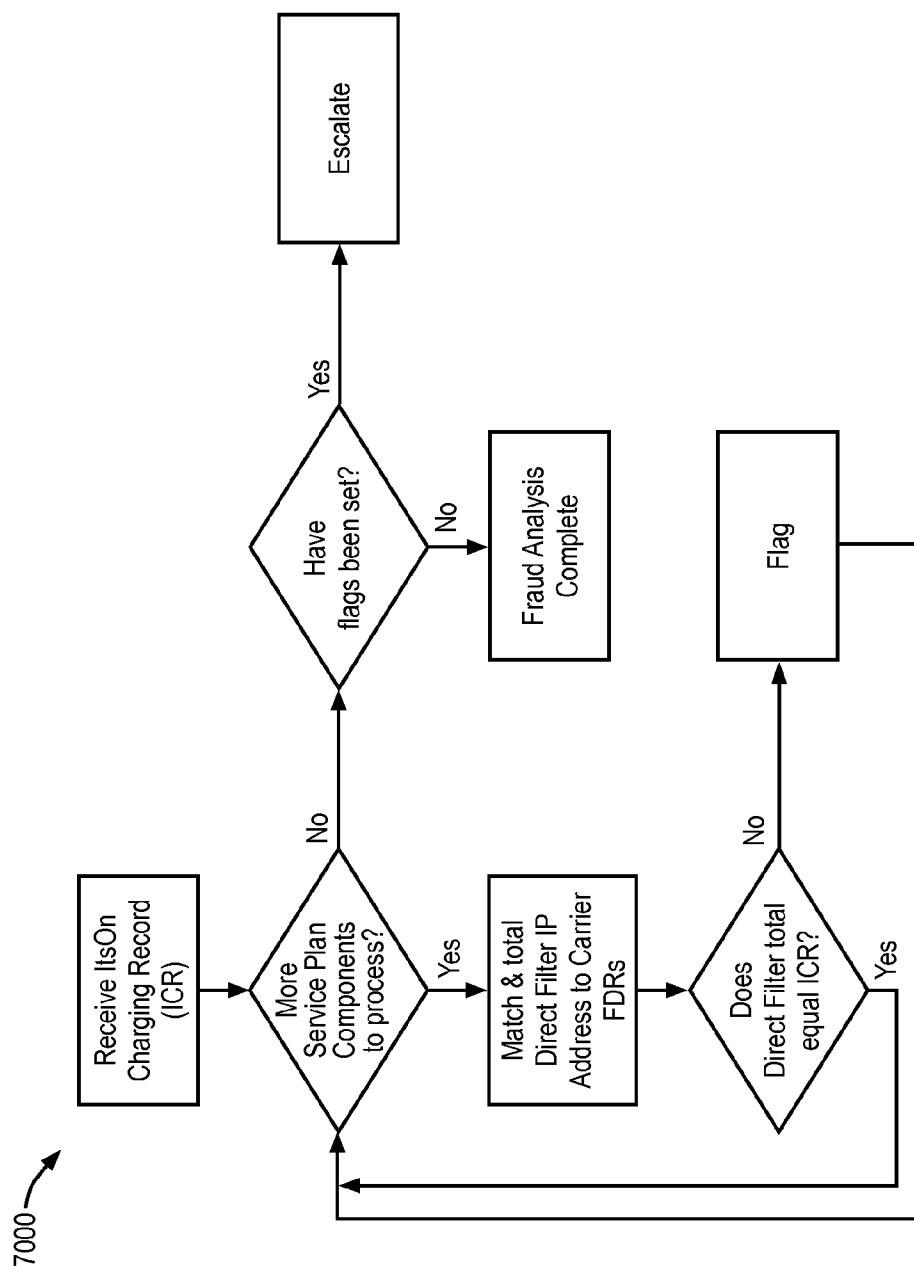 7000
Receive ItsOn
Charging Record
(ICR)
More
Service Plan
Components
to process?
No
Yes
Have
flags been set?
Yes
No
Escalate
Fraud Analysis
Complete
Match & total
Direct Filter IP
Address to Carrier
FDRs
Does
Direct Filter total
equal ICR?
No
Yes
Flag